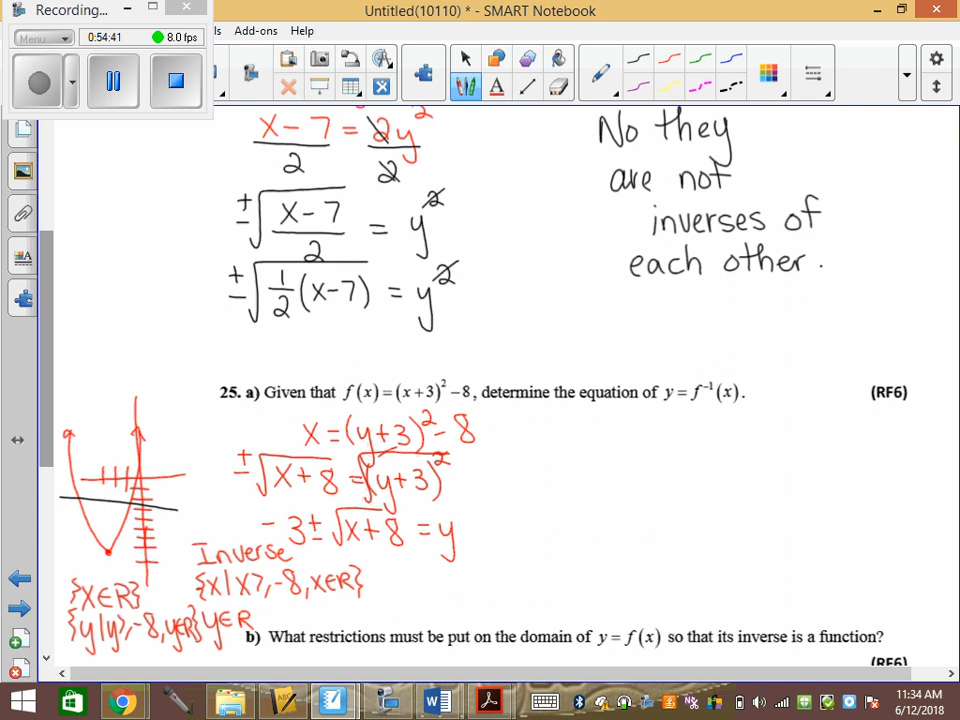 Untitled(10110) * - SMART Notebook
Recording...
Menu
0:54:41
8.0 fps
ls Add-ons Help
x - 7 = 2y²
2 2
± √ x - 7 = y²
2
± √ 1/2 (x-7) = y²
No they
are not
inverses of
each other.
25. a) Given that f(x)=(x+3)²-8, determine the equation of y=f⁻¹(x).
(RF6)
x = (y+3)² - 8
± √x+8 = √(y+3)²
- 3 ± √x+8 = y
Inverse
{x∈R} {x|x≥,-8,x∈R}
{y|y≥,-8,y∈R} y∈R
b) What restrictions must be put on the domain of y=f(x) so that its inverse is a function?
(RF6)
11:34 AM
6/12/2018